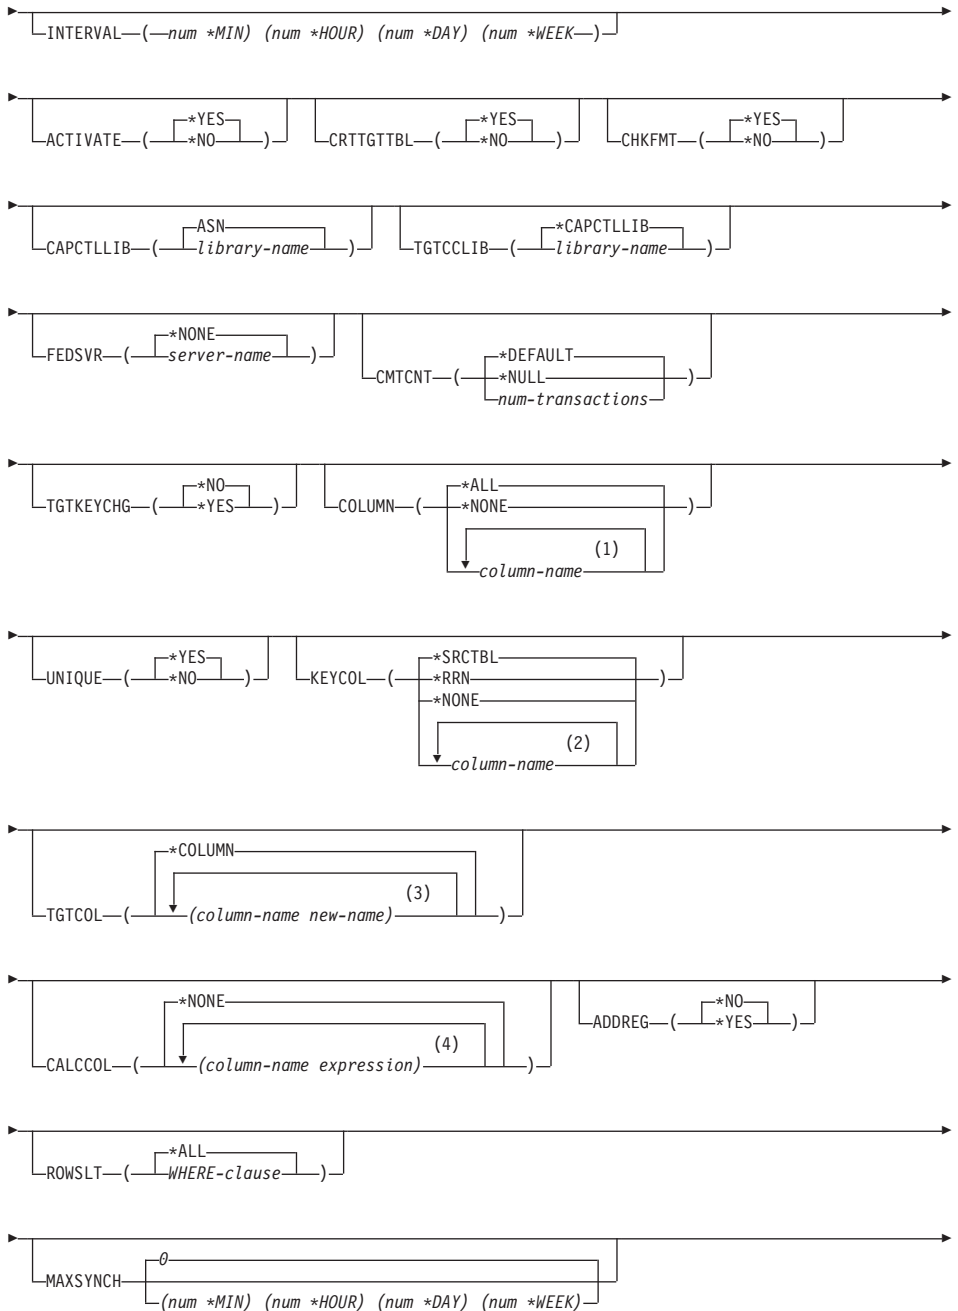 INTERVAL ( num *MIN) (num *HOUR) (num *DAY) (num *WEEK )
*YES *YES *YES
ACTIVATE ( *NO ) CRTTGTTBL ( *NO ) CHKFMT ( *NO )
ASN *CAPCTLLIB
CAPCTLLIB ( library-name ) TGTCCLIB ( library-name )
*NONE *DEFAULT
FEDSVR ( server-name ) CMTCNT ( *NULL )
num-transactions
*NO *ALL
TGTKEYCHG ( *YES ) COLUMN ( *NONE )
(1)
column-name
*YES *SRCTBL
UNIQUE ( *NO ) KEYCOL ( *RRN )
*NONE
(2)
column-name
*COLUMN
(3)
TGTCOL ( (column-name new-name) )
*NONE *NO
ADDREG ( *YES )
(4)
CALCCOL ( (column-name expression) )
*ALL
ROWSLT ( WHERE-clause )
0
MAXSYNCH
(num *MIN) (num *HOUR) (num *DAY) (num *WEEK)